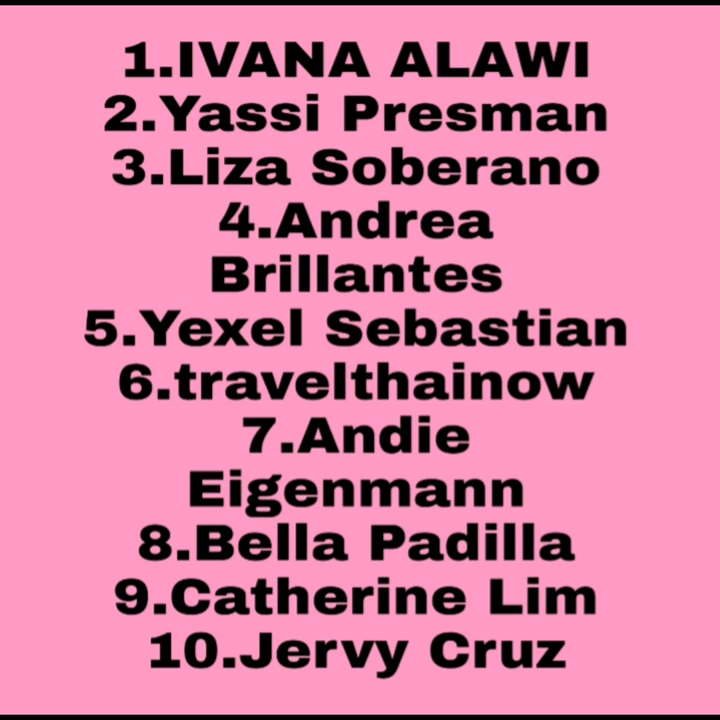 1.IVANA ALAWI
2.Yassi Presman
3.Liza Soberano
4.Andrea
Brillantes
5.Yexel Sebastian
6.travelthainow
7.Andie
Eigenmann
8.Bella Padilla
9.Catherine Lim
10.Jervy Cruz